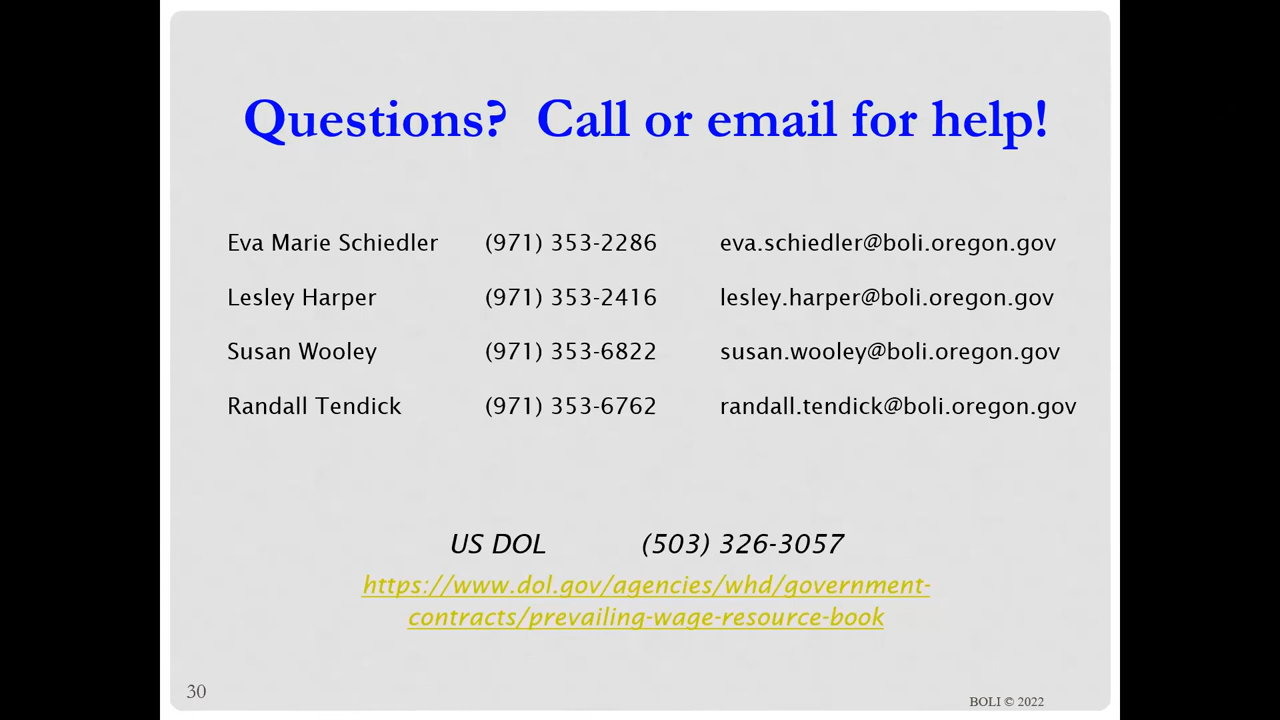 Questions? Call or email for help!
Eva Marie Schiedler (971) 353-2286 eva.schiedler@boli.oregon.gov
Lesley Harper (971) 353-2416 lesley.harper@boli.oregon.gov
Susan Wooley (971) 353-6822 susan.wooley@boli.oregon.gov
Randall Tendick (971) 353-6762 randall.tendick@boli.oregon.gov
US DOL (503) 326-3057
https://www.dol.gov/agencies/whd/government-
contracts/prevailing-wage-resource-book
30
BOLI © 2022